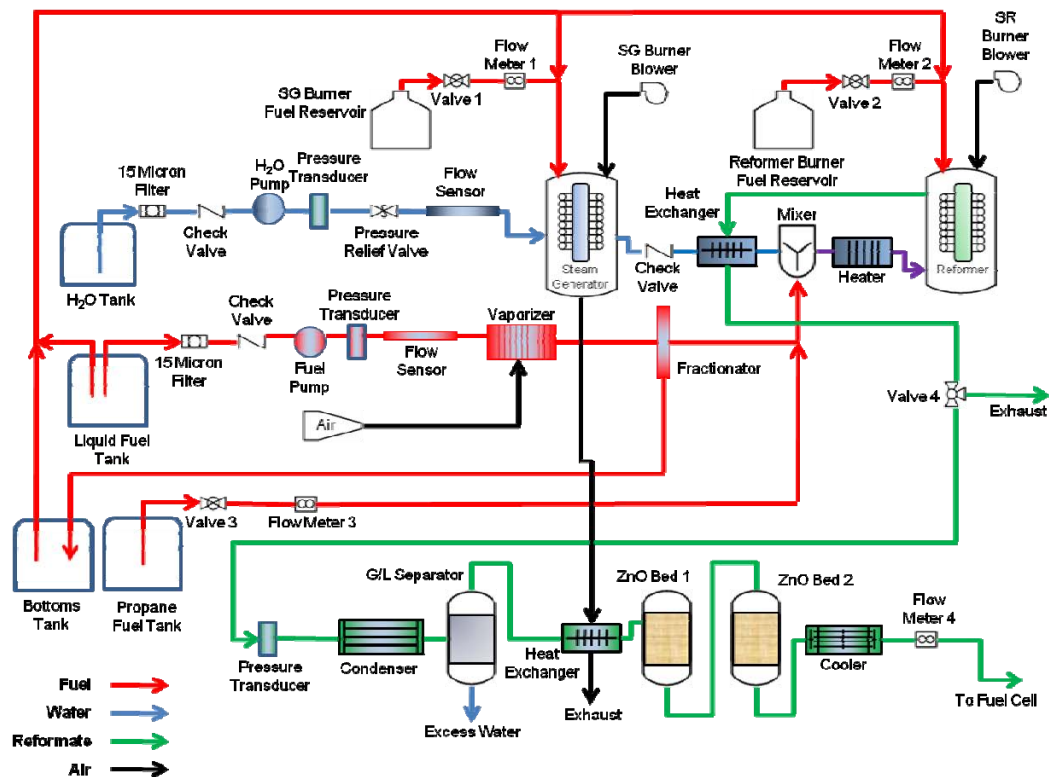 SR
Burner
Blower
Flow
Meter 1
SG Burner
Blower
Flow
Meter 2
Valve 1
SG Burner
Fuel Reservoir
Valve 2
Reformer Burner
Fuel Reservoir
15 Micron
Filter
H2O
Pump
Pressure
Transducer
Flow
Sensor
Heat
Exchanger
Mixer
Check
Valve
Pressure
Relief Valve
Steam
Generator
Check
Valve
Heater
Reformer
H2O Tank
Check
Valve
Pressure
Transducer
Vaporizer
15 Micron
Filter
Fuel
Pump
Flow
Sensor
Fractionator
Valve 4
Exhaust
Air
Liquid Fuel
Tank
Valve 3
Flow Meter 3
G/L Separator
ZnO Bed 1
ZnO Bed 2
Bottoms
Tank
Propane
Fuel Tank
Flow
Meter 4
Pressure
Transducer
Condenser
Heat
Exchanger
Cooler
Fuel
Water
Reformate
Air
Excess Water
Exhaust
To Fuel Cell